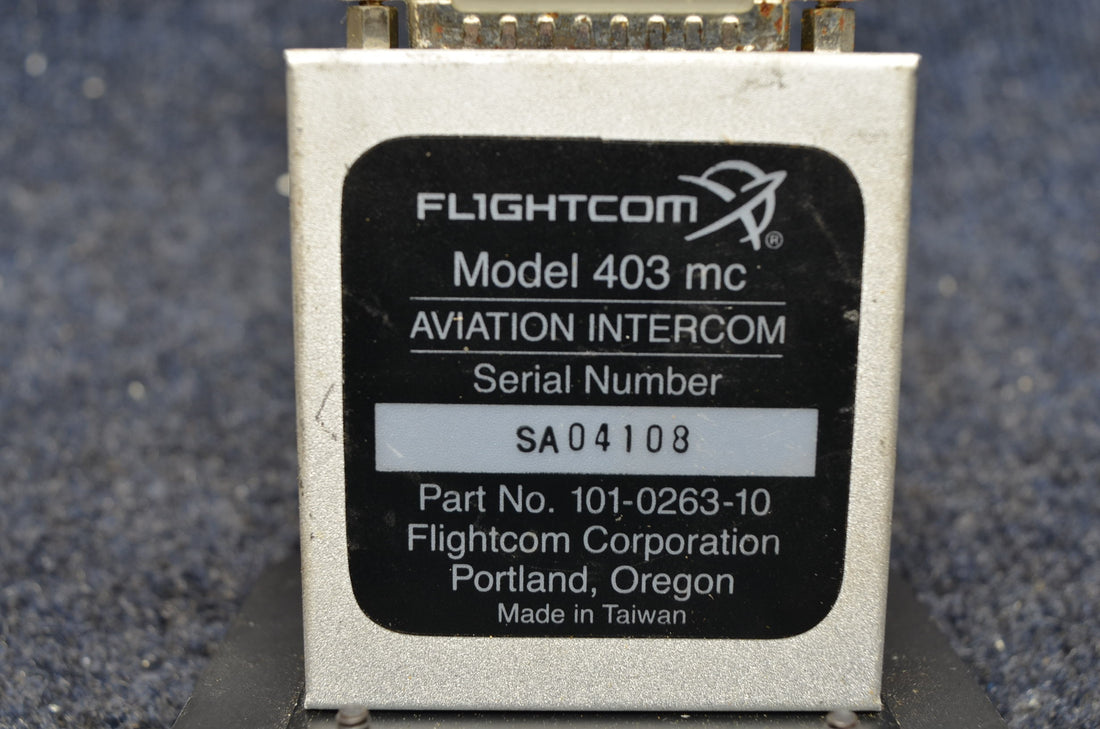 FLIGHTCOM®
Model 403 mc
AVIATION INTERCOM
Serial Number
SA04108
Part No. 101-0263-10
Flightcom Corporation
Portland, Oregon
Made in Taiwan